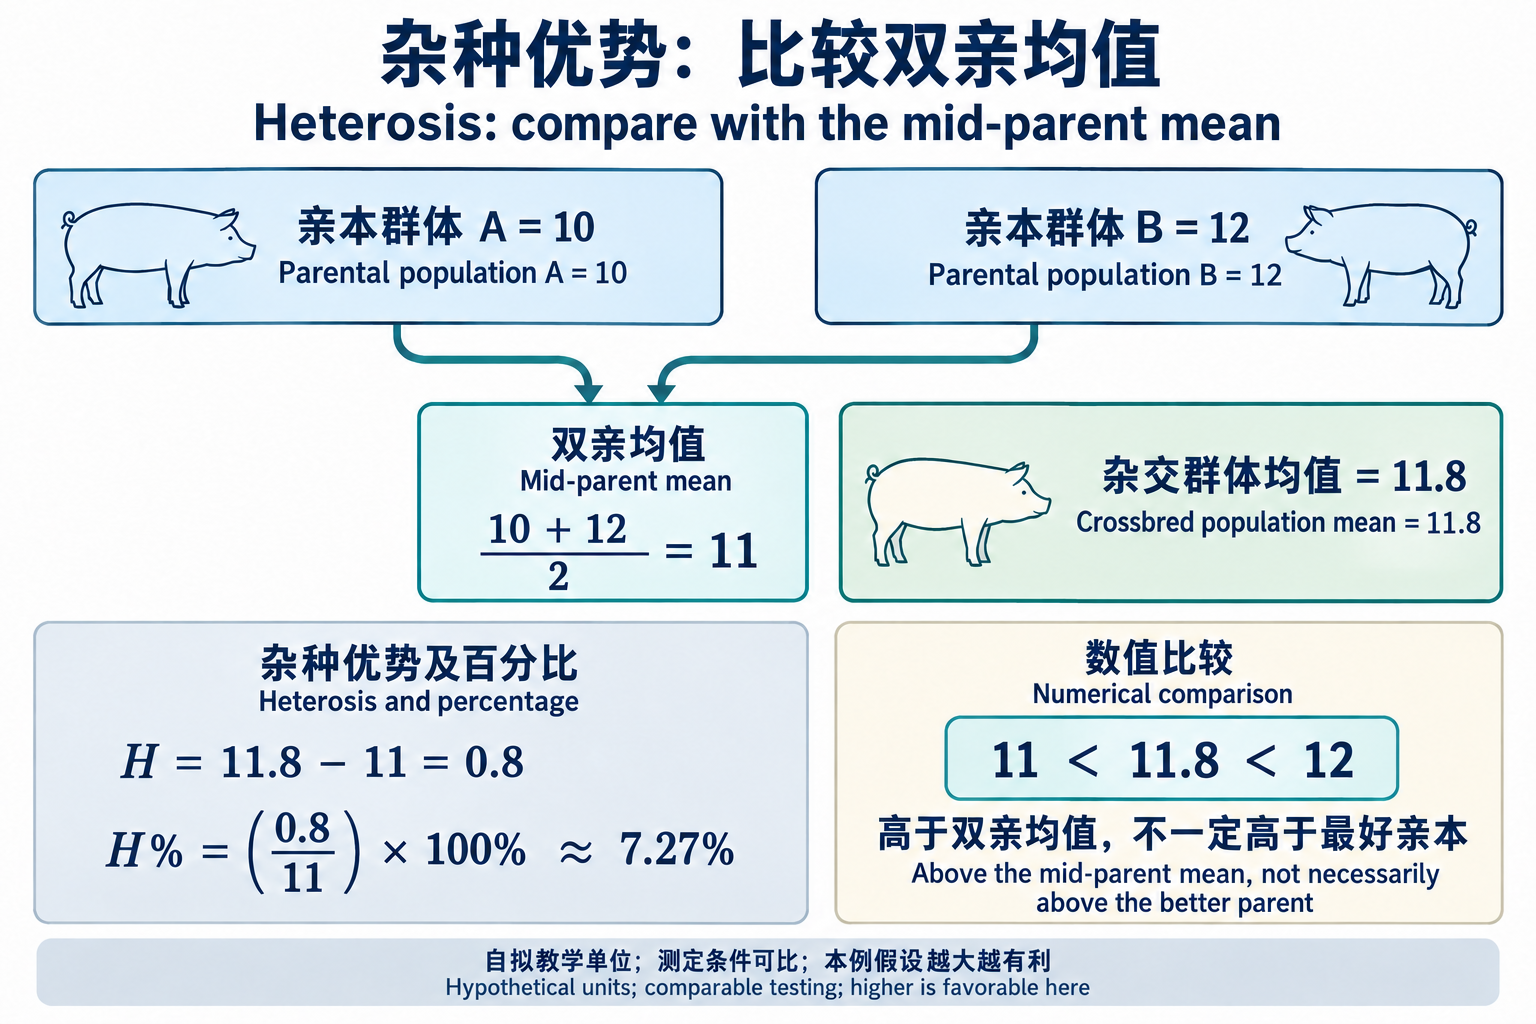 杂种优势：比较双亲均值
Heterosis: compare with the mid-parent mean
亲本群体 A = 10
Parental population A = 10
亲本群体 B = 12
Parental population B = 12
双亲均值
Mid-parent mean
10 + 12
2
= 11
杂交群体均值 = 11.8
Crossbred population mean = 11.8
杂种优势及百分比
Heterosis and percentage
H = 11.8 − 11 = 0.8
H% = (0.8/11) × 100% ≈ 7.27%
数值比较
Numerical comparison
11 < 11.8 < 12
高于双亲均值，不一定高于最好亲本
Above the mid-parent mean, not necessarily
above the better parent
自拟教学单位；测定条件可比；本例假设越大越有利
Hypothetical units; comparable testing; higher is favorable here